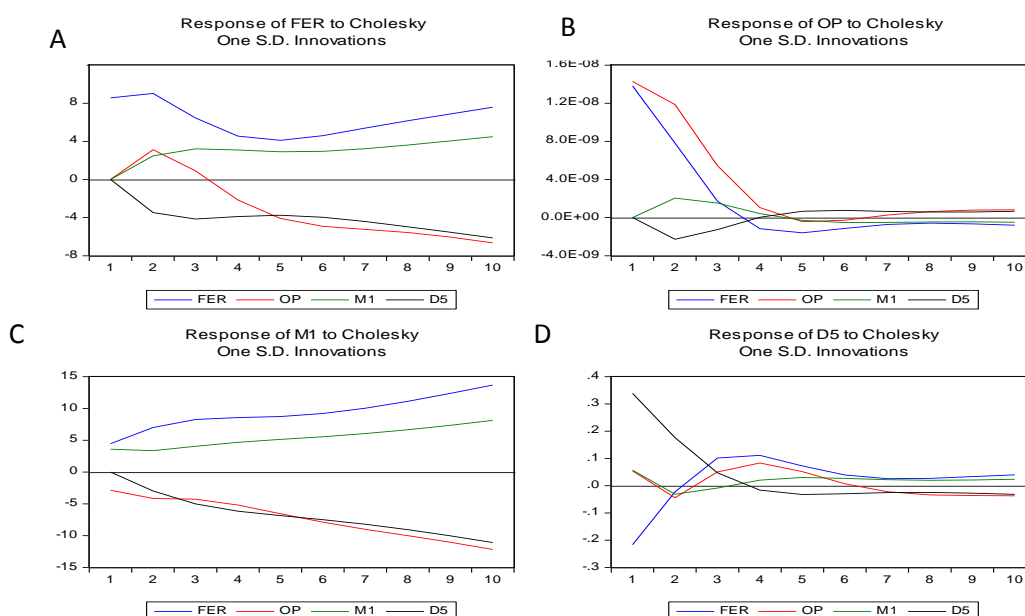 A
Response of FER to Cholesky
One S.D. Innovations
8
4
0
-4
-8
1 2 3 4 5 6 7 8 9 10
FER OP M1 D5
B
Response of OP to Cholesky
One S.D. Innovations
1.6E-08
1.2E-08
8.0E-09
4.0E-09
0.0E+00
-4.0E-09
1 2 3 4 5 6 7 8 9 10
FER OP M1 D5
C
Response of M1 to Cholesky
One S.D. Innovations
15
10
5
0
-5
-10
-15
1 2 3 4 5 6 7 8 9 10
FER OP M1 D5
D
Response of D5 to Cholesky
One S.D. Innovations
.4
.3
.2
.1
.0
-.1
-.2
-.3
1 2 3 4 5 6 7 8 9 10
FER OP M1 D5